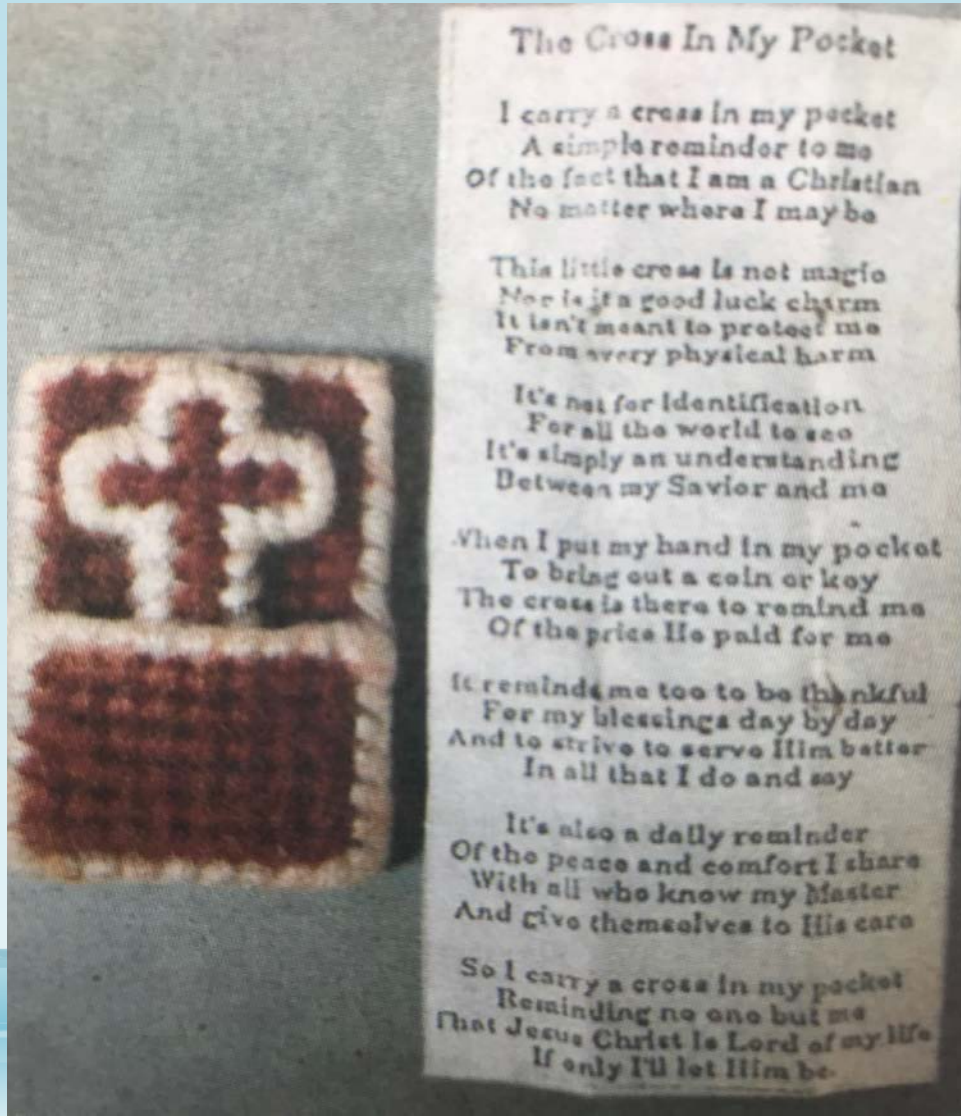 The Cross In My Pocket
I carry a cross in my pocket
A simple reminder to me
Of the fact that I am a Christian
No matter where I may be
This little cross is not magic
Nor is it a good luck charm
It isn't meant to protect me
From every physical harm
It's not for identification
For all the world to see
It's simply an understanding
Between my Savior and me
When I put my hand in my pocket
To bring out a coin or key
The cross is there to remind me
Of the price He paid for me
It reminds me too to be thankful
For my blessings day by day
And to strive to serve Him better
In all that I do and say
It's also a daily reminder
Of the peace and comfort I share
With all who know my Master
And give themselves to His care
So I carry a cross in my pocket
Reminding no one but me
That Jesus Christ is Lord of my life
If only I'll let Him be.